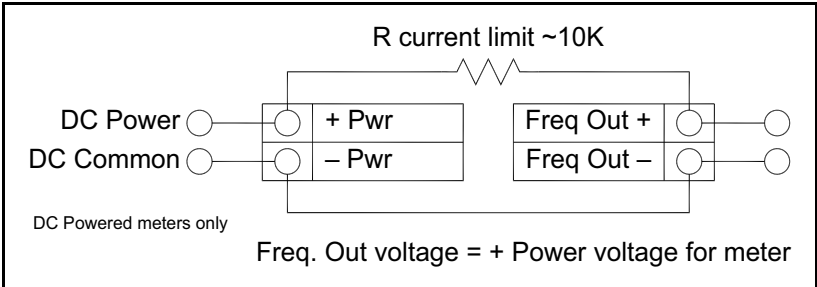 R current limit ~10K
DC Power + Pwr Freq Out +
DC Common – Pwr Freq Out –
DC Powered meters only
Freq. Out voltage = + Power voltage for meter